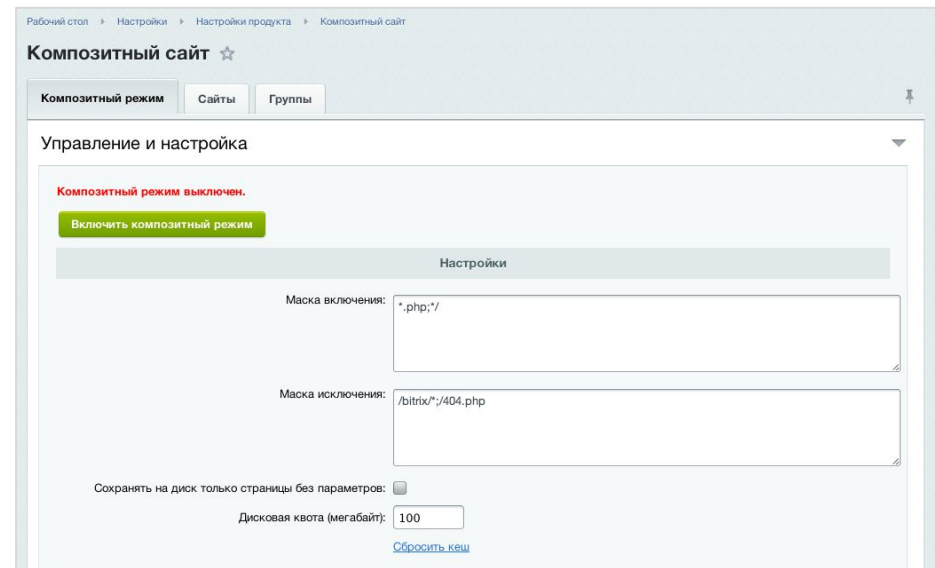 Рабочий стол Настройки Настройки продукта Композитный сайт
Композитный сайт
Композитный режим Сайты Группы
Управление и настройка
Композитный режим выключен.
Включить композитный режим
Настройки
Маска включения: *.php;*/
Маска исключения: /bitrix/*;/404.php
Сохранять на диск только страницы без параметров:
Дисковая квота (мегабайт): 100
Сбросить кеш